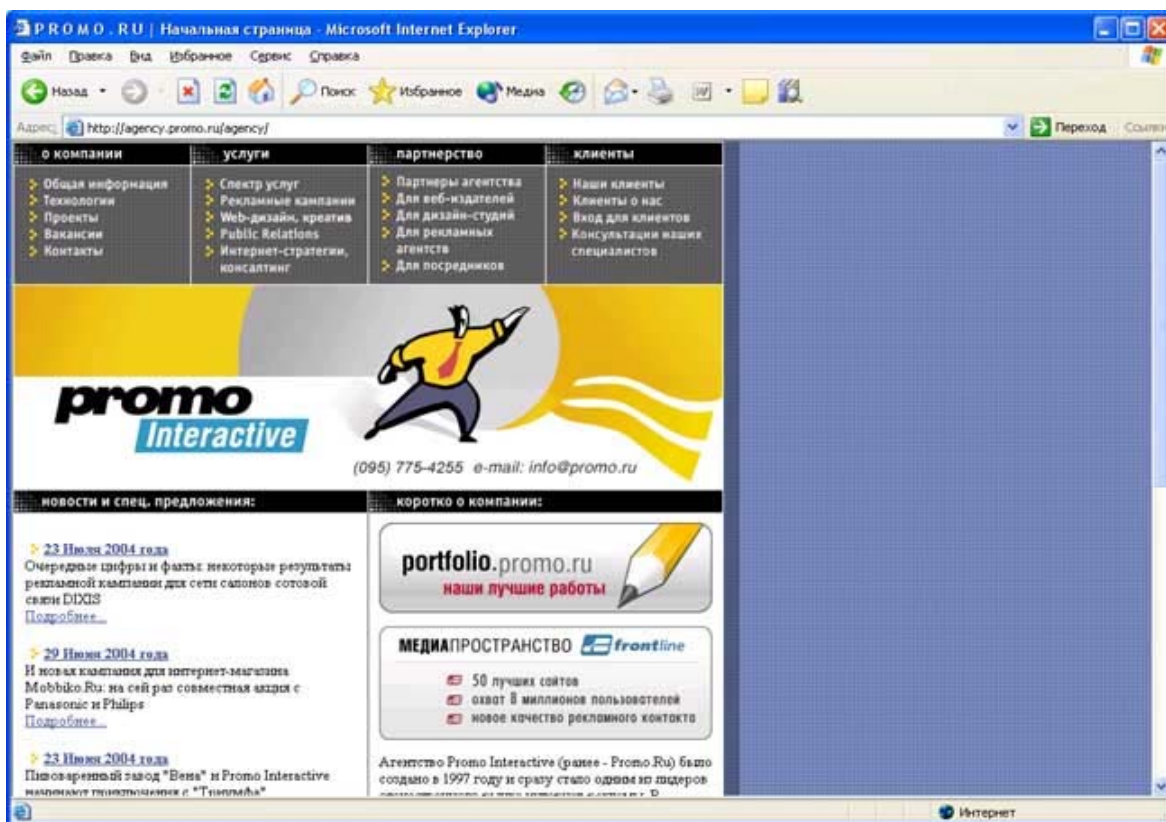 P R O M O . R U | Начальная страница - Microsoft Internet Explorer
Файл Правка Вид Избранное Сервис Справка
Назад Поиск Избранное Медиа
Адрес: http://agency.promo.ru/agency/ Переход Ссылки
о компании
Общая информация
Технологии
Проекты
Вакансии
Контакты
услуги
Спектр услуг
Рекламные кампании
Web-дизайн, креатив
Public Relations
Интернет-стратегии,
консалтинг
партнерство
Партнеры агентства
Для веб-издателей
Для дизайн-студий
Для рекламных
агентств
Для посредников
клиенты
Наши клиенты
Клиенты о нас
Вход для клиентов
Консультации наших
специалистов
promo
Interactive
(095) 775-4255 e-mail: info@promo.ru
новости и спец. предложения:
23 Июля 2004 года
Очередные цифры и факты: некоторые результаты
рекламной кампании для сети салонов сотовой
связи DIXIS
Подробнее...
29 Июня 2004 года
И новая кампания для интернет-магазина
Mobbiko.Ru: на сей раз совместная акция с
Panasonic и Philips
Подробнее...
23 Июня 2004 года
Пивоваренный завод "Вена" и Promo Interactive
начинают приключения с "Триумфа"
коротко о компании:
portfolio.promo.ru
наши лучшие работы
МЕДИАПРОСТРАНСТВО frontline
50 лучших сайтов
охват 8 миллионов пользователей
новое качество рекламного контакта
Агентство Promo Interactive (ранее - Promo.Ru) было
создано в 1997 году и сразу стало одним из лидеров
Интернет